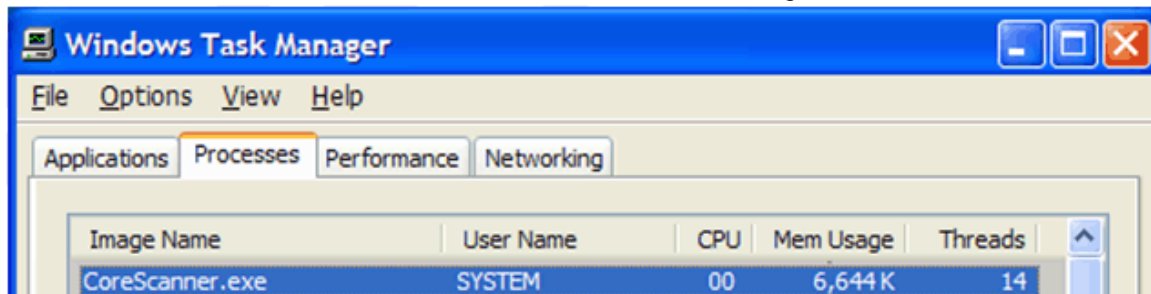 Windows Task Manager
File Options View Help
Applications Processes Performance Networking
Image Name User Name CPU Mem Usage Threads
CoreScanner.exe SYSTEM 00 6,644 K 14